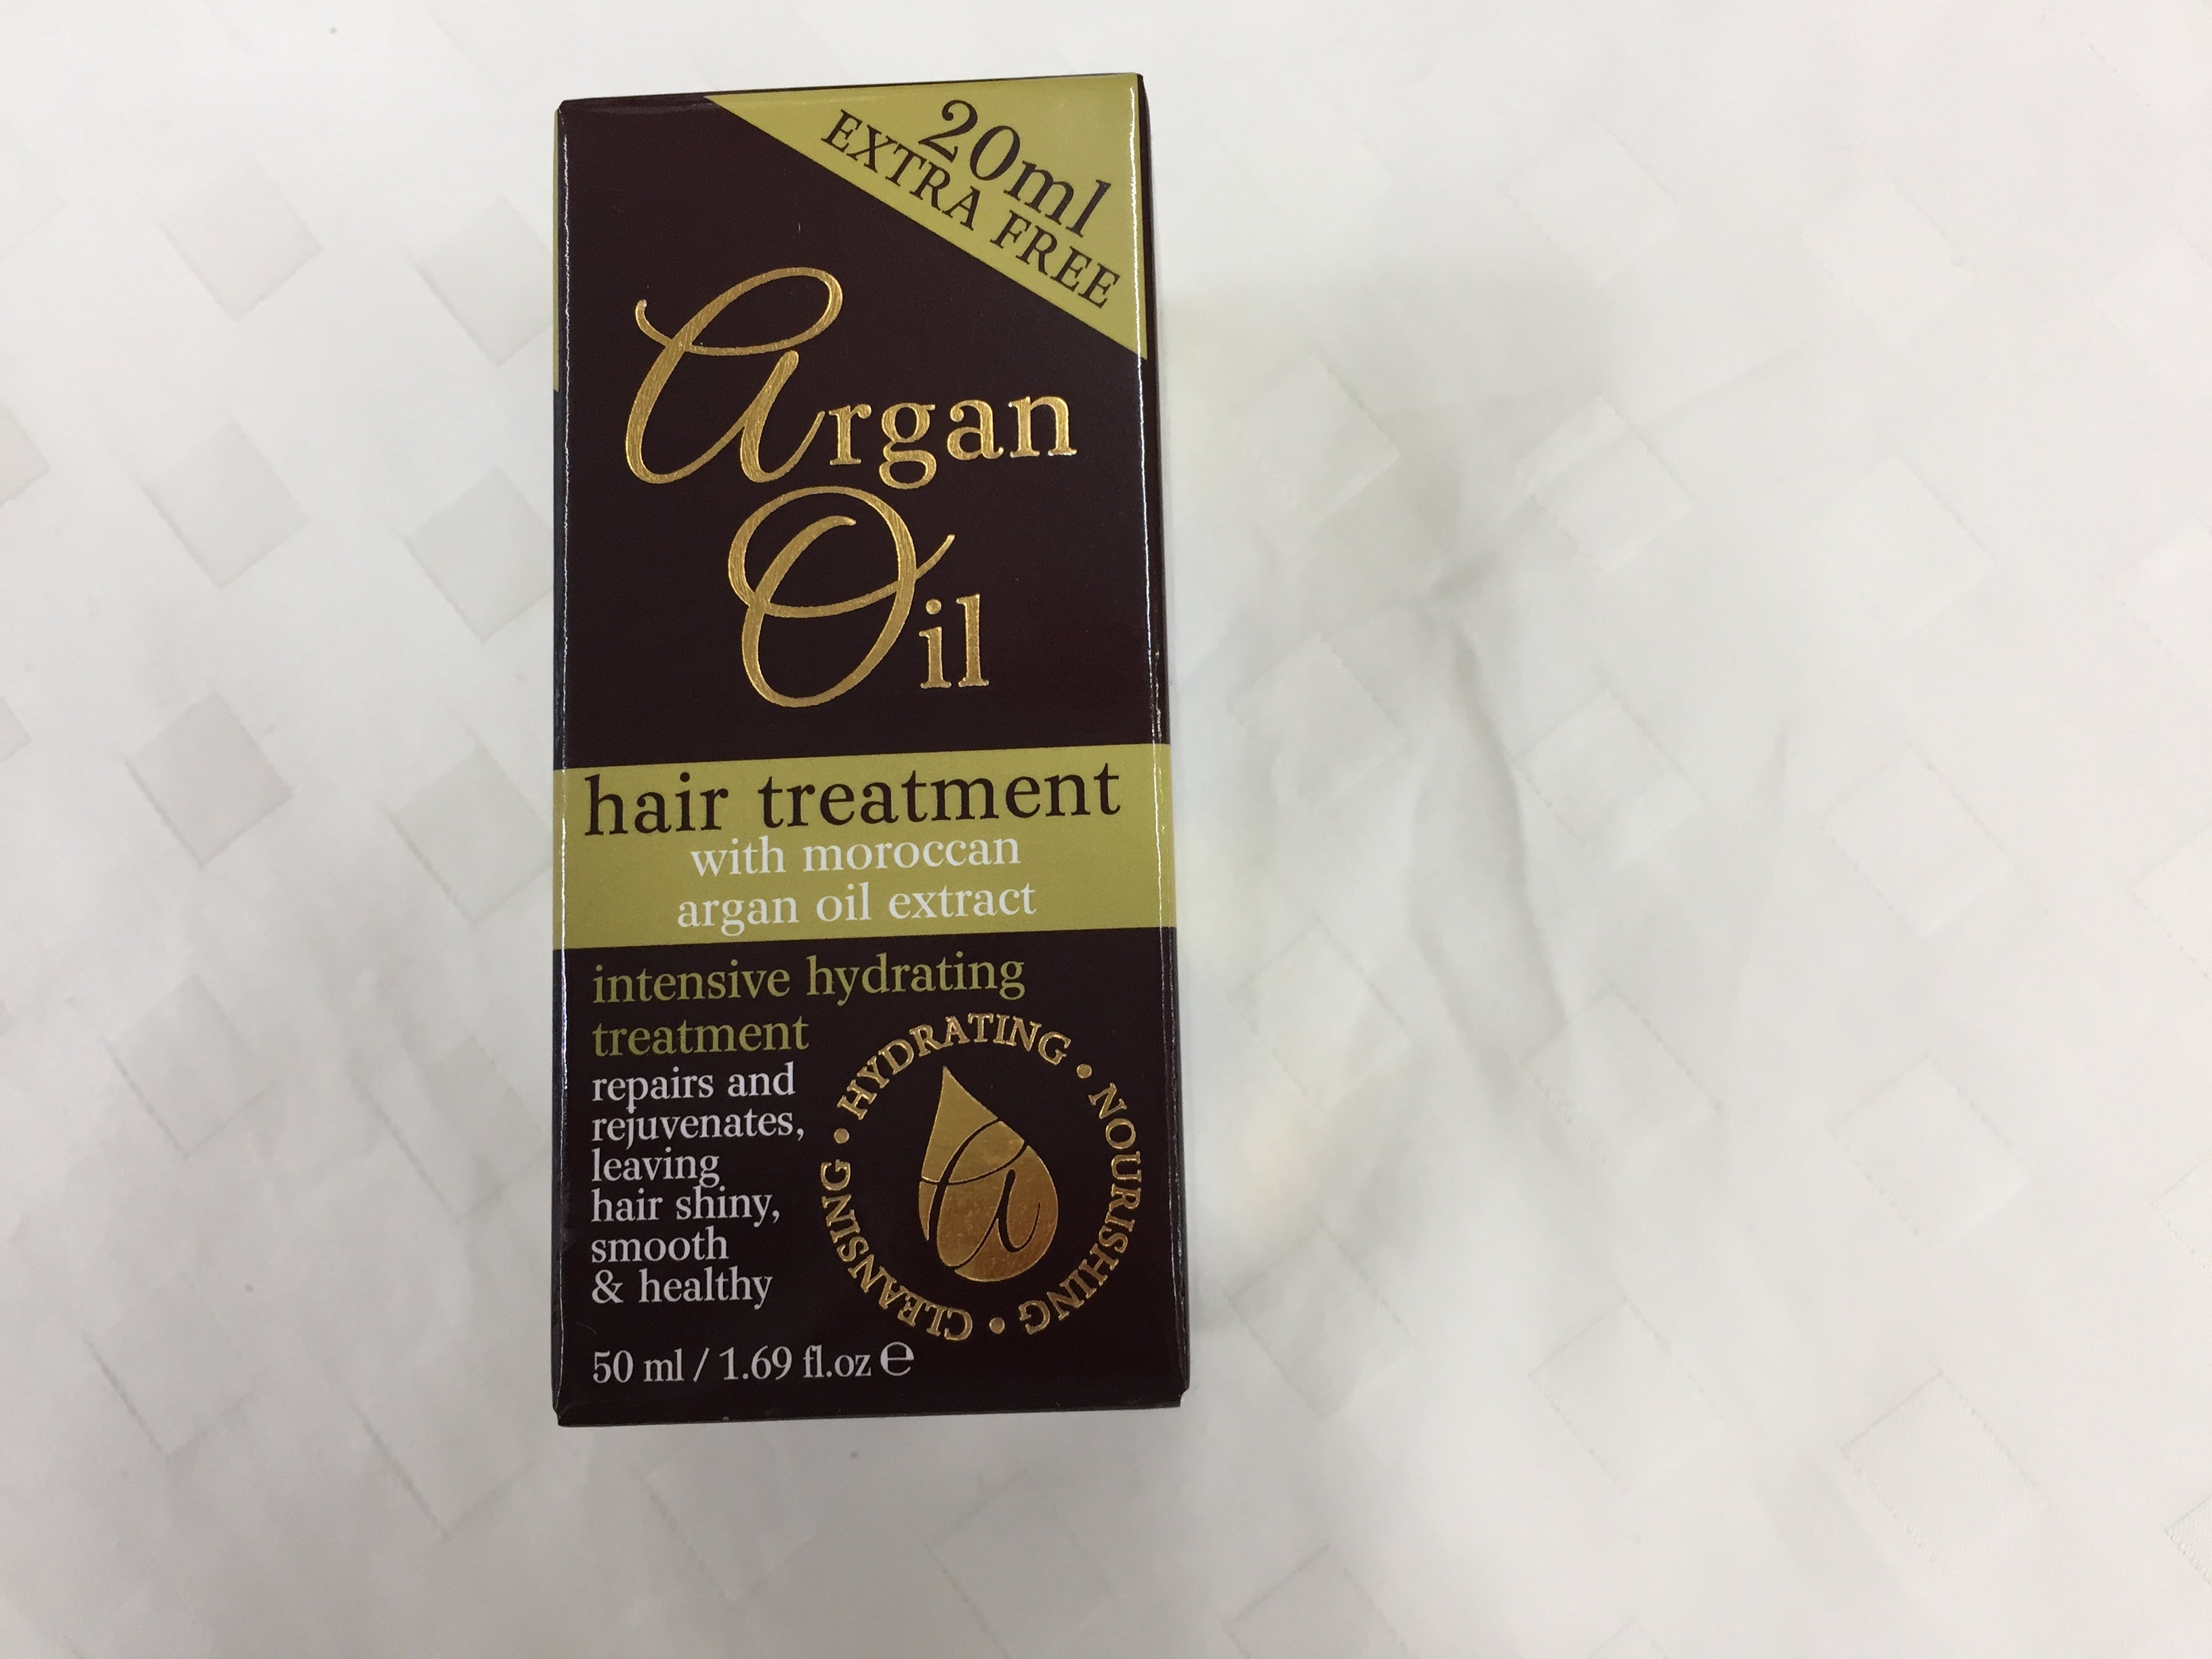 20ml
EXTRA FREE
Argan
Oil
hair treatment
with moroccan
argan oil extract
intensive hydrating
treatment
repairs and
rejuvenates,
leaving
hair shiny,
smooth
& healthy
HYDRATING • NOURISHING • CLEANSING •
a
50 ml / 1.69 fl.oz ℮